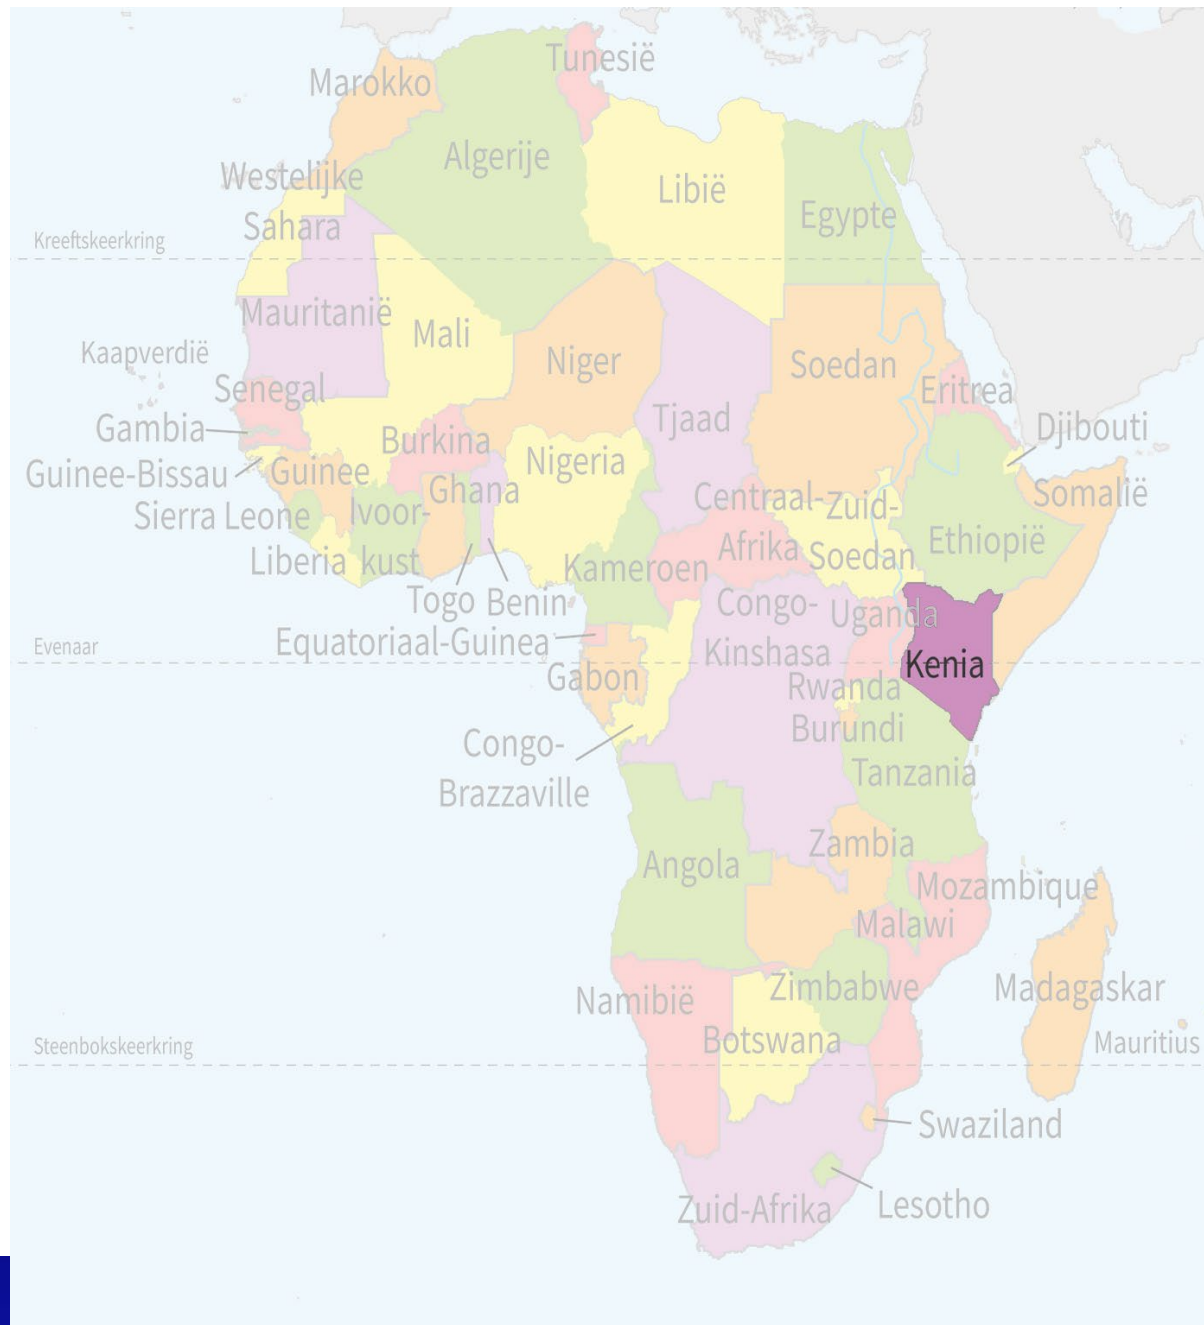 Tunesië
Marokko
Algerije
Westelijke
Sahara
Libië
Egypte
Kreeftskeerkring
Mauritanië
Mali
Niger
Kaapverdië
Soedan
Senegal
Eritrea
Tjaad
Gambia
Djibouti
Burkina
Guinee-Bissau
Guinee
Nigeria
Ghana
Somalië
Centraal-
Afrika
Zuid-
Soedan
Sierra Leone
Ivoor-
kust
Ethiopië
Liberia
Kameroen
Togo
Benin
Congo-
Kinshasa
Uganda
Equatoriaal-Guinea
Evenaar
Kenia
Gabon
Rwanda
Burundi
Congo-
Brazzaville
Tanzania
Zambia
Angola
Mozambique
Malawi
Zimbabwe
Madagaskar
Namibië
Botswana
Mauritius
Steenbokskeerkring
Swaziland
Zuid-Afrika
Lesotho